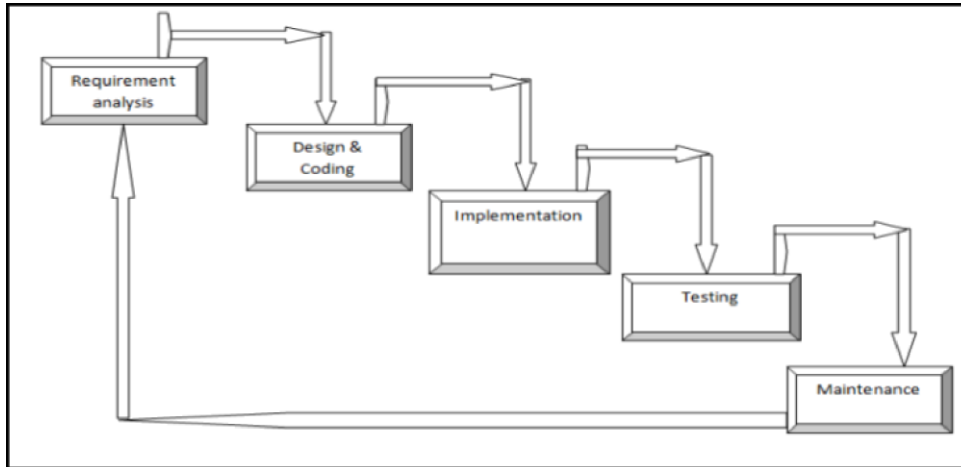 Requirement
analysis
Design &
Coding
Implementation
Testing
Maintenance